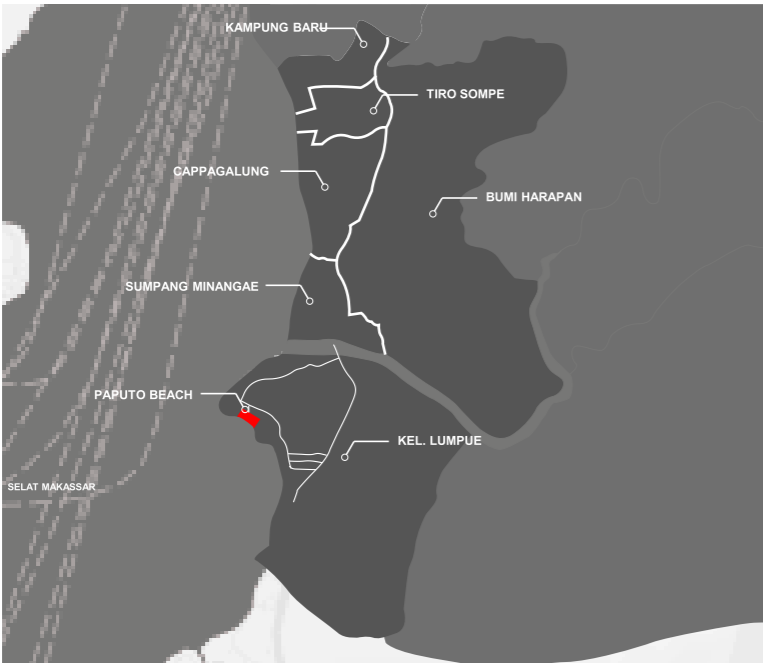 KAMPUNG BARU
TIRO SOMPE
CAPPAGALUNG
BUMI HARAPAN
SUMPANG MINANGAE
PAPUTO BEACH
KEL. LUMPUE
SELAT MAKASSAR